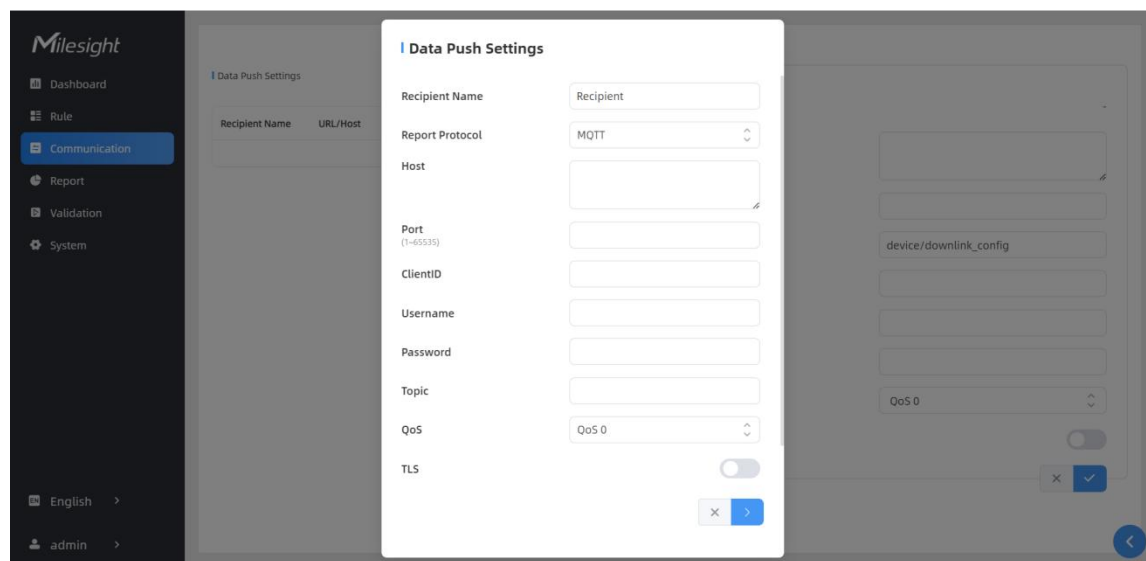 Milesight
Dashboard
Rule
Communication
Report
Validation
System
English
admin
Data Push Settings
Recipient Name URL/Host
Data Push Settings
Recipient Name Recipient
Report Protocol MQTT
Host
Port
(1~65535)
ClientID
Username
Password
Topic
QoS QoS 0
TLS
device/downlink_config
QoS 0